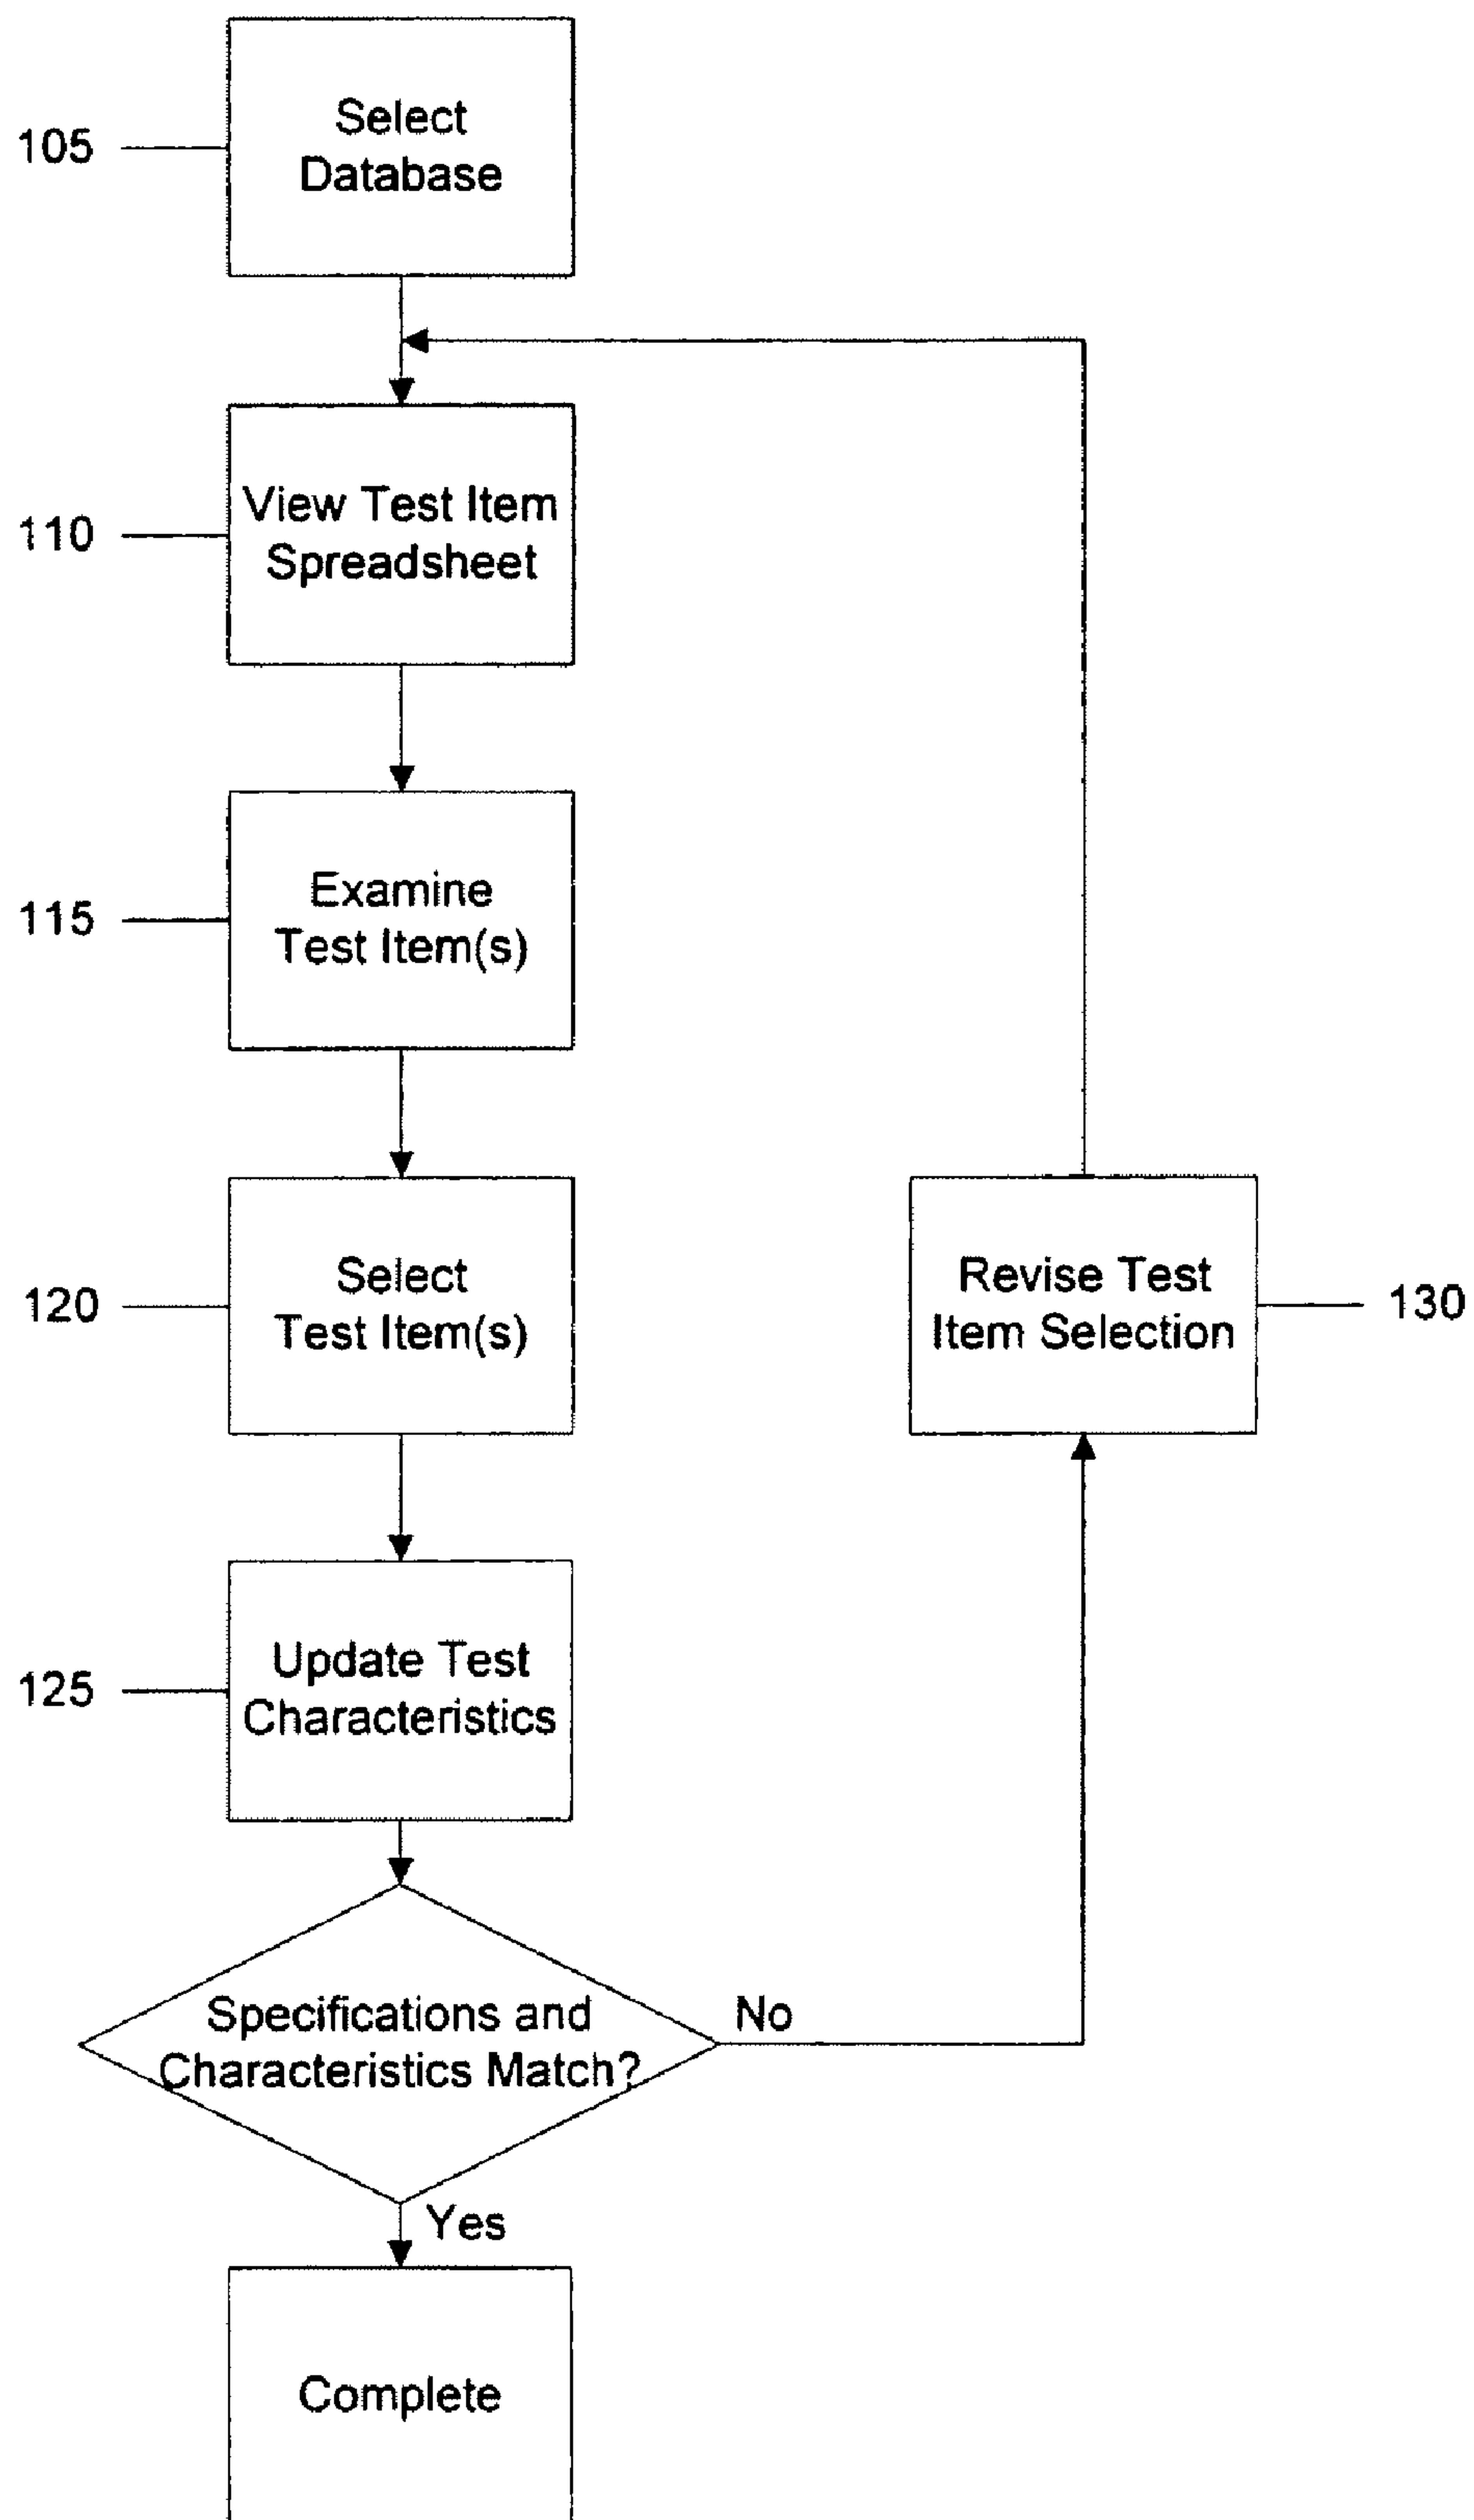 Select
Database
105
View Test Item
Spreadsheet
110
Examine
Test Item(s)
115
Select
Test Item(s)
120
Revise Test
Item Selection
130
Update Test
Characteristics
125
Specifications and
Characteristics Match?
No
Yes
Complete